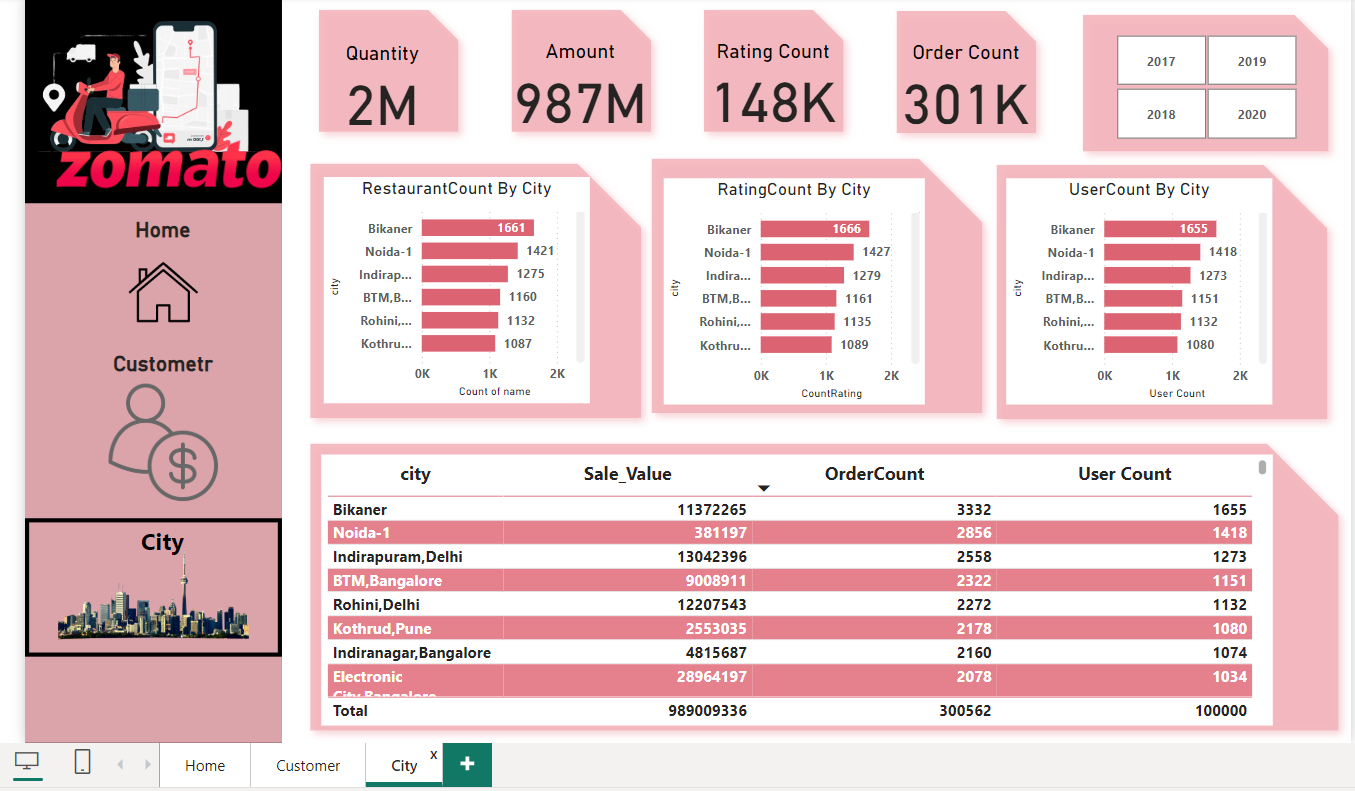 zomato
Home
Custometr
City
Quantity
2M
Amount
987M
Rating Count
148K
Order Count
301K
2017
2019
2018
2020
RestaurantCount By City
city
Bikaner 1661
Noida-1 1421
Indirap... 1275
BTM,B... 1160
Rohini,... 1132
Kothru... 1087
0K 1K 2K
Count of name
RatingCount By City
city
Bikaner 1666
Noida-1 1427
Indira... 1279
BTM,B... 1161
Rohini,... 1135
Kothru... 1089
0K 1K 2K
CountRating
UserCount By City
city
Bikaner 1655
Noida-1 1418
Indirap... 1273
BTM,B... 1151
Rohini,... 1132
Kothru... 1080
0K 1K 2K
User Count
city Sale_Value OrderCount User Count
Bikaner 11372265 3332 1655
Noida-1 381197 2856 1418
Indirapuram,Delhi 13042396 2558 1273
BTM,Bangalore 9008911 2322 1151
Rohini,Delhi 12207543 2272 1132
Kothrud,Pune 2553035 2178 1080
Indiranagar,Bangalore 4815687 2160 1074
Electronic 28964197 2078 1034
City,Bangalore
Total 989009336 300562 100000
Home Customer City x +